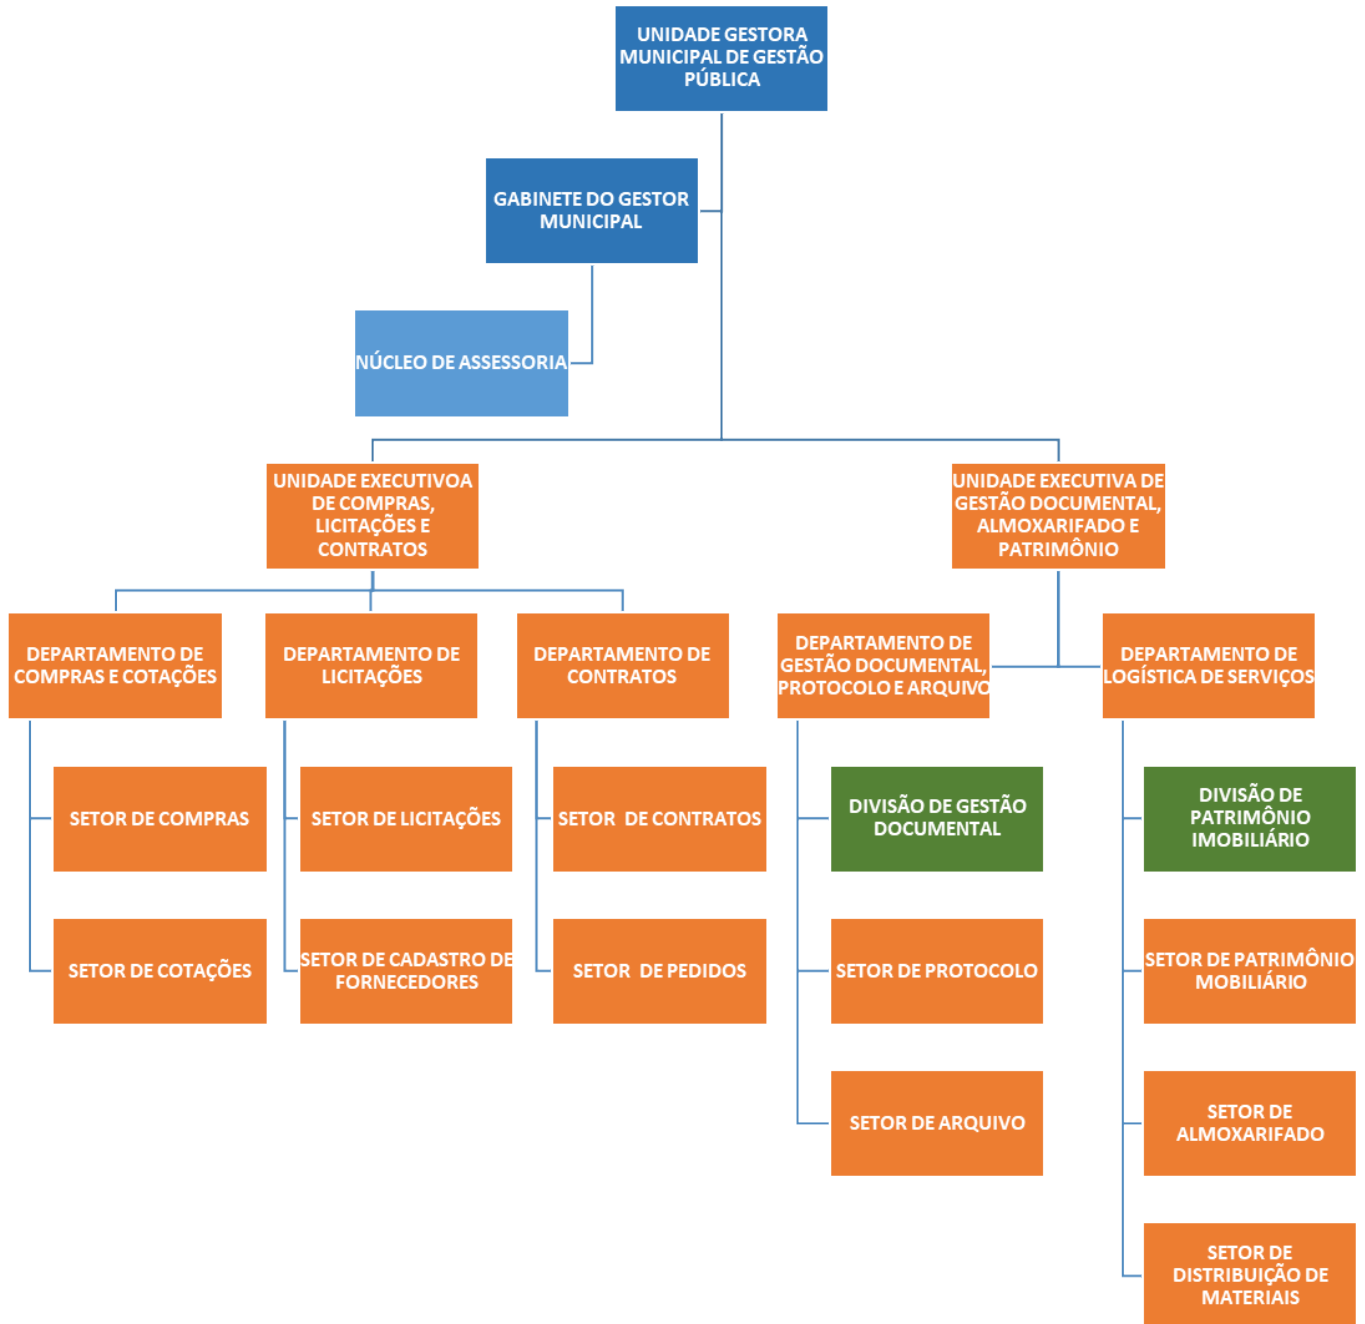 UNIDADE GESTORA
MUNICIPAL DE GESTÃO
PÚBLICA
GABINETE DO GESTOR
MUNICIPAL
NÚCLEO DE ASSESSORIA
UNIDADE EXECUTIVOA
DE COMPRAS,
LICITAÇÕES E
CONTRATOS
UNIDADE EXECUTIVA DE
GESTÃO DOCUMENTAL,
ALMOXARIFADO E
PATRIMÔNIO
DEPARTAMENTO DE
COMPRAS E COTAÇÕES
DEPARTAMENTO DE
LICITAÇÕES
DEPARTAMENTO DE
CONTRATOS
DEPARTAMENTO DE
GESTÃO DOCUMENTAL,
PROTOCOLO E ARQUIVO
DEPARTAMENTO DE
LOGÍSTICA DE SERVIÇOS
SETOR DE COMPRAS
SETOR DE LICITAÇÕES
SETOR  DE CONTRATOS
DIVISÃO DE GESTÃO
DOCUMENTAL
DIVISÃO DE
PATRIMÔNIO
IMOBILIÁRIO
SETOR DE COTAÇÕES
SETOR DE CADASTRO DE
FORNECEDORES
SETOR  DE PEDIDOS
SETOR DE PROTOCOLO
SETOR DE PATRIMÔNIO
MOBILIÁRIO
SETOR DE ARQUIVO
SETOR DE
ALMOXARIFADO
SETOR DE
DISTRIBUIÇÃO DE
MATERIAIS